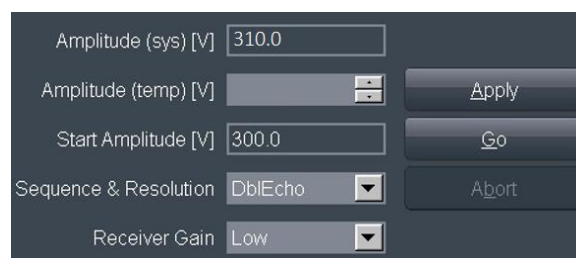 Amplitude (sys) [V] 310.0
Amplitude (temp) [V] Apply
Start Amplitude [V] 300.0 Go
Sequence & Resolution DblEcho Abort
Receiver Gain Low